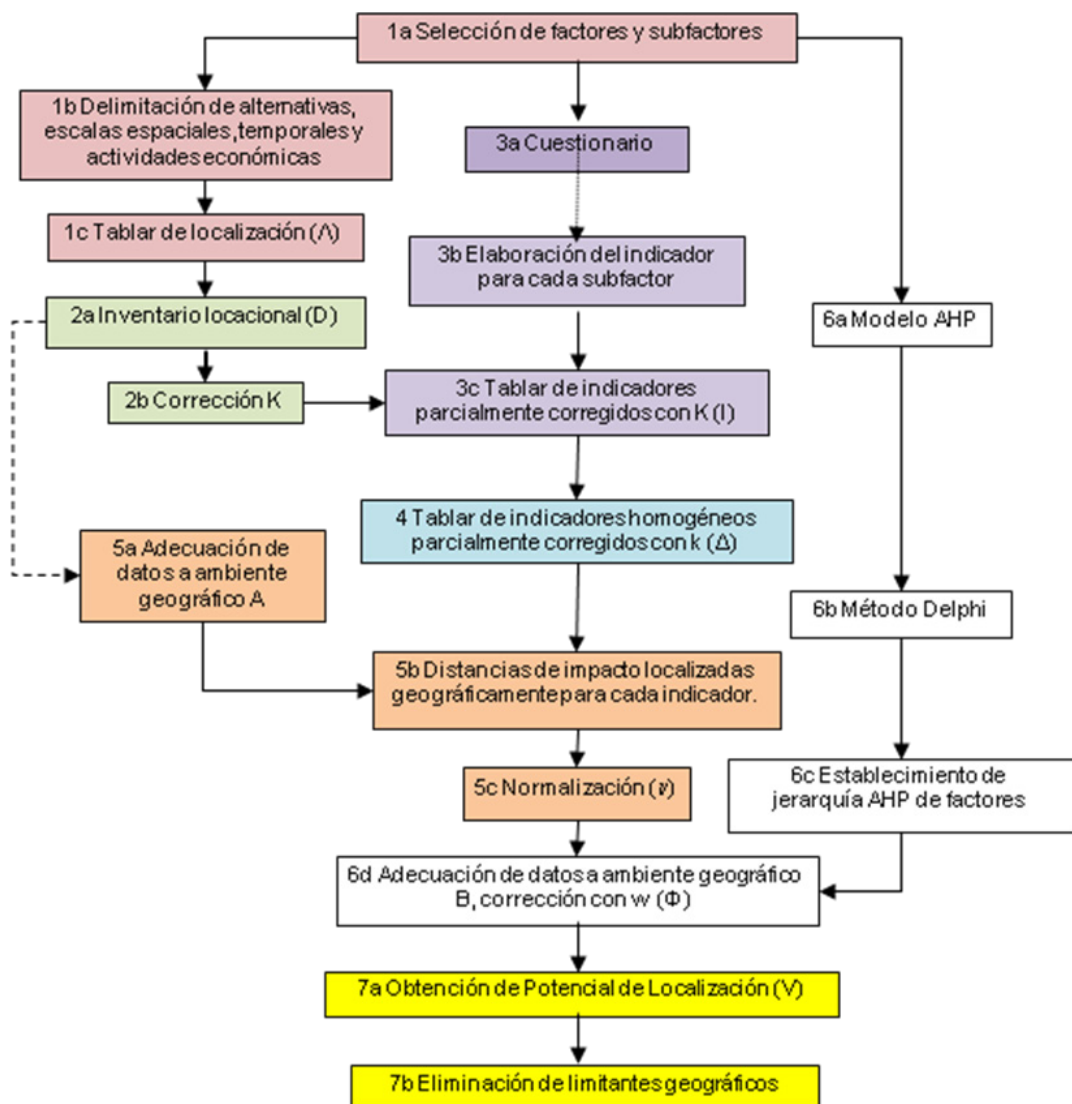 1a Selección de factores y subfactores
1b Delimitación de alternativas,
escalas espaciales, temporales y
actividades económicas
3a Cuestionario
1c Tablar de localización (Λ)
3b Elaboración del indicador
para cada subfactor
2a Inventario locacional (D)
6a Modelo AHP
2b Corrección K
3c Tablar de indicadores
parcialmente corregidos con K (I)
4 Tablar de indicadores homogéneos
parcialmente corregidos con k (Δ)
5a Adecuación de
datos a ambiente
geográfico A
6b Método Delphi
5b Distancias de impacto localizadas
geográficamente para cada indicador.
5c Normalización (ν)
6c Establecimiento de
jerarquía AHP de factores
6d Adecuación de datos a ambiente geográfico
B, corrección con w (Φ)
7a Obtención de Potencial de Localización (V)
7b Eliminación de limitantes geográficos